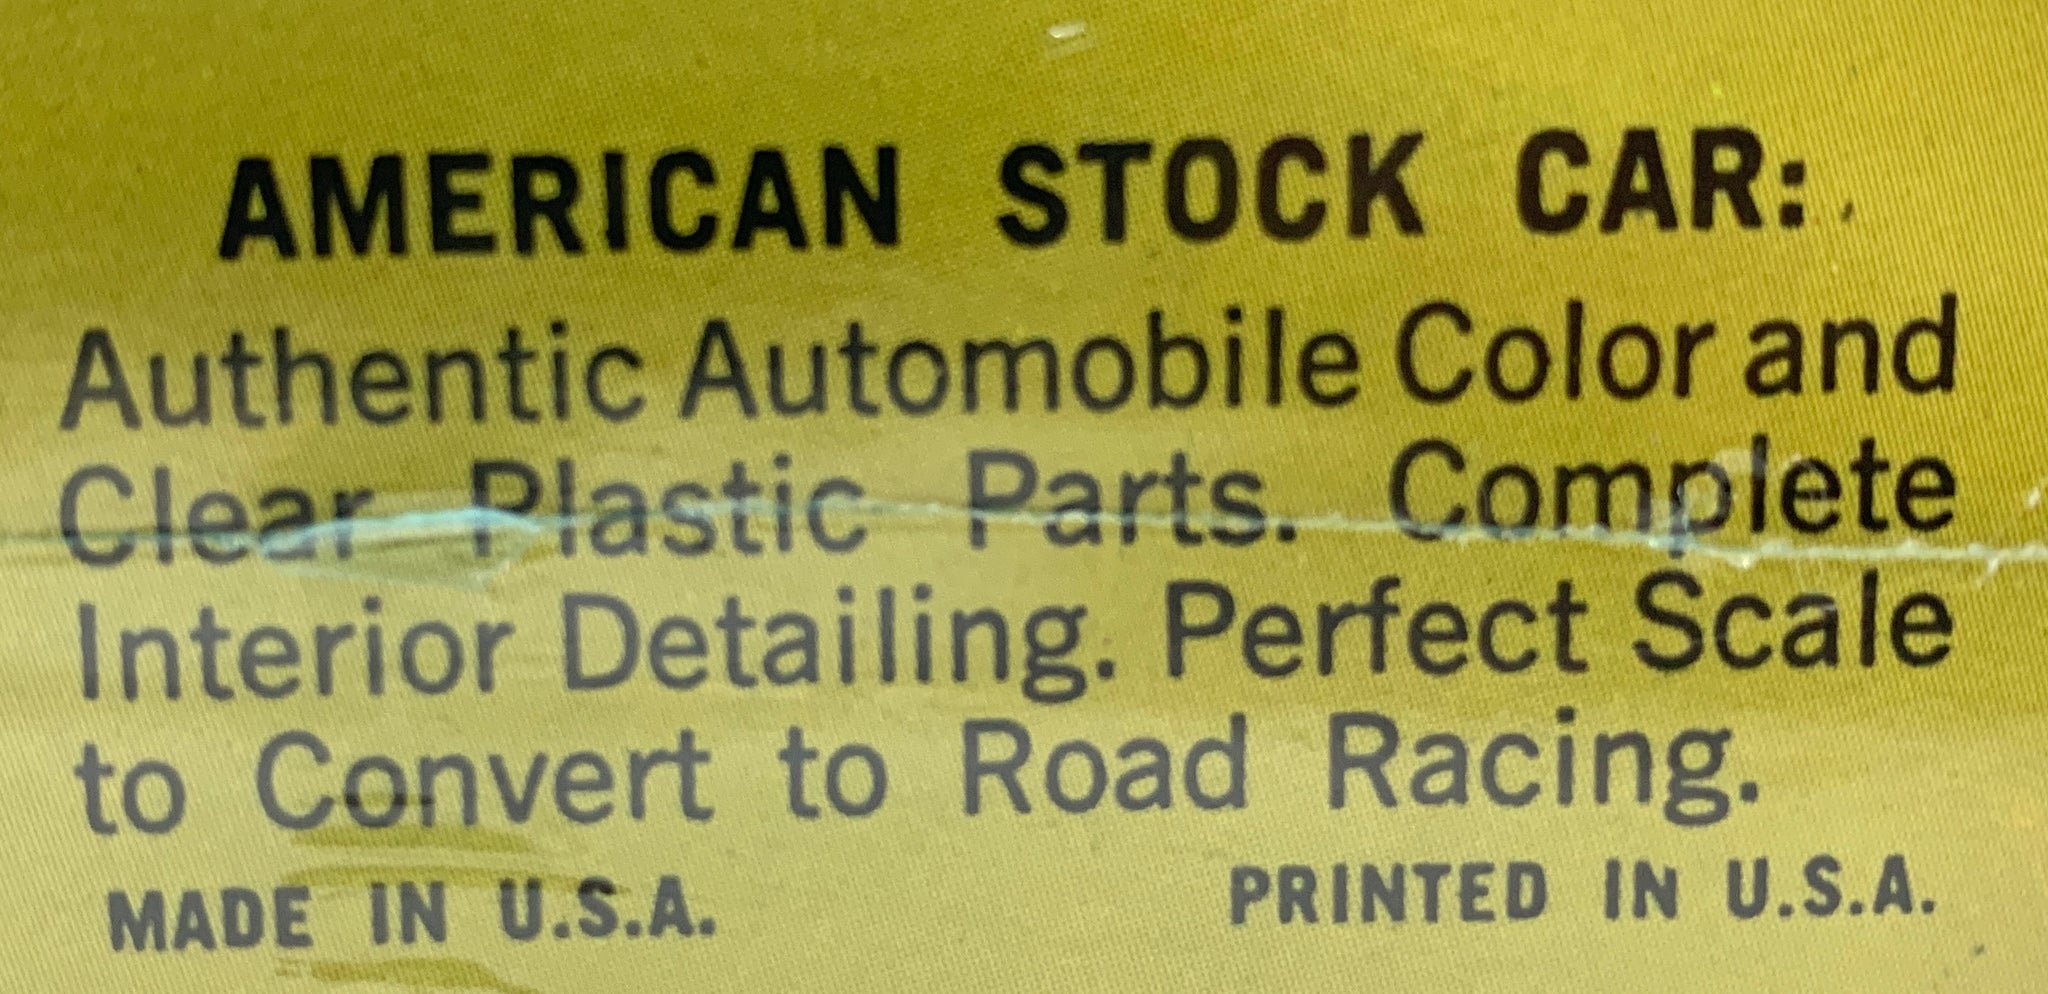 AMERICAN STOCK CAR:
Authentic Automobile Color and
Clear Plastic Parts. Complete
Interior Detailing. Perfect Scale
to Convert to Road Racing.
MADE IN U.S.A. PRINTED IN U.S.A.